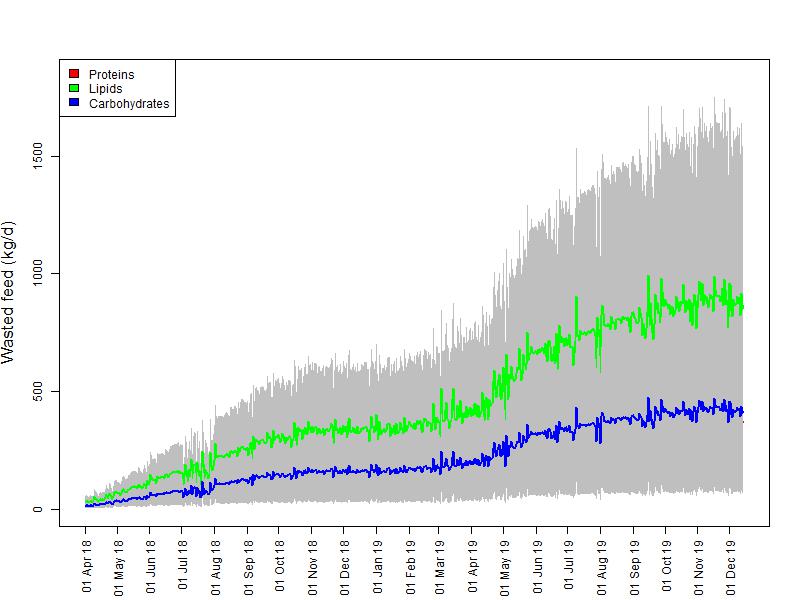 Proteins
Lipids
Carbohydrates
Wasted feed (kg/d)
1500
1000
500
0
01 Apr 18
01 May 18
01 Jun 18
01 Jul 18
01 Aug 18
01 Sep 18
01 Oct 18
01 Nov 18
01 Dec 18
01 Jan 19
01 Feb 19
01 Mar 19
01 Apr 19
01 May 19
01 Jun 19
01 Jul 19
01 Aug 19
01 Sep 19
01 Oct 19
01 Nov 19
01 Dec 19